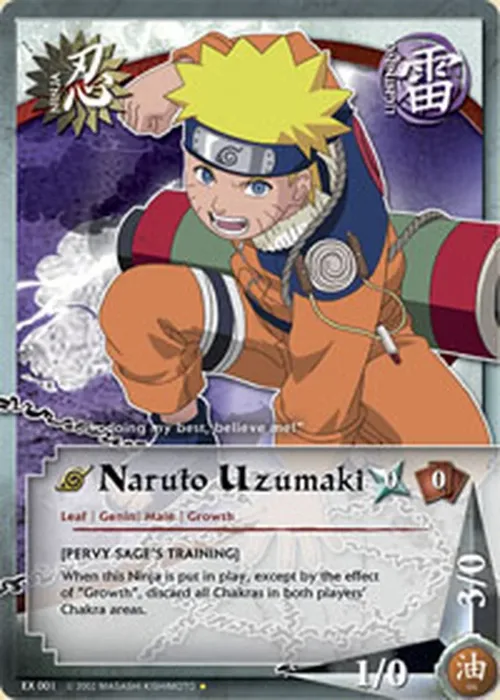 NINJA 忍
LIGHTNING 雷
doing my best, believe me!"
Naruto Uzumaki 0 0
Leaf | Genin| Male | Growth
[PERVY SAGE'S TRAINING]
When this Ninja is put in play, except by the effect
of "Growth", discard all Chakras in both players'
Chakra areas.
3/0
1/0
油
EX 001 © 2002 MASASHI KISHIMOTO